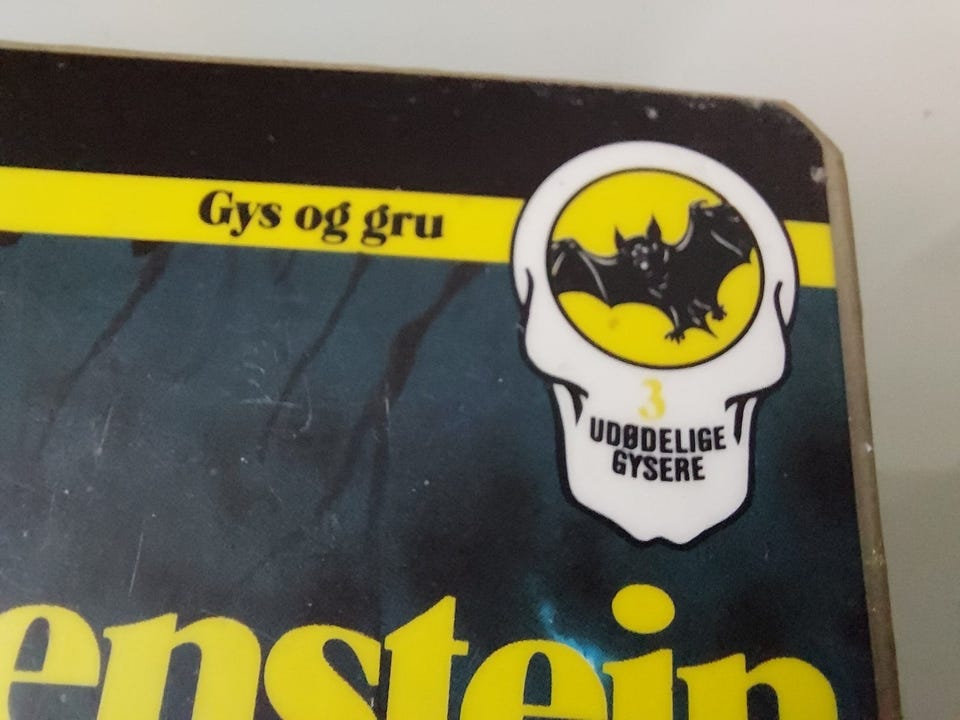 Gys og gru
3
UDØDELIGE
GYSERE
enstein